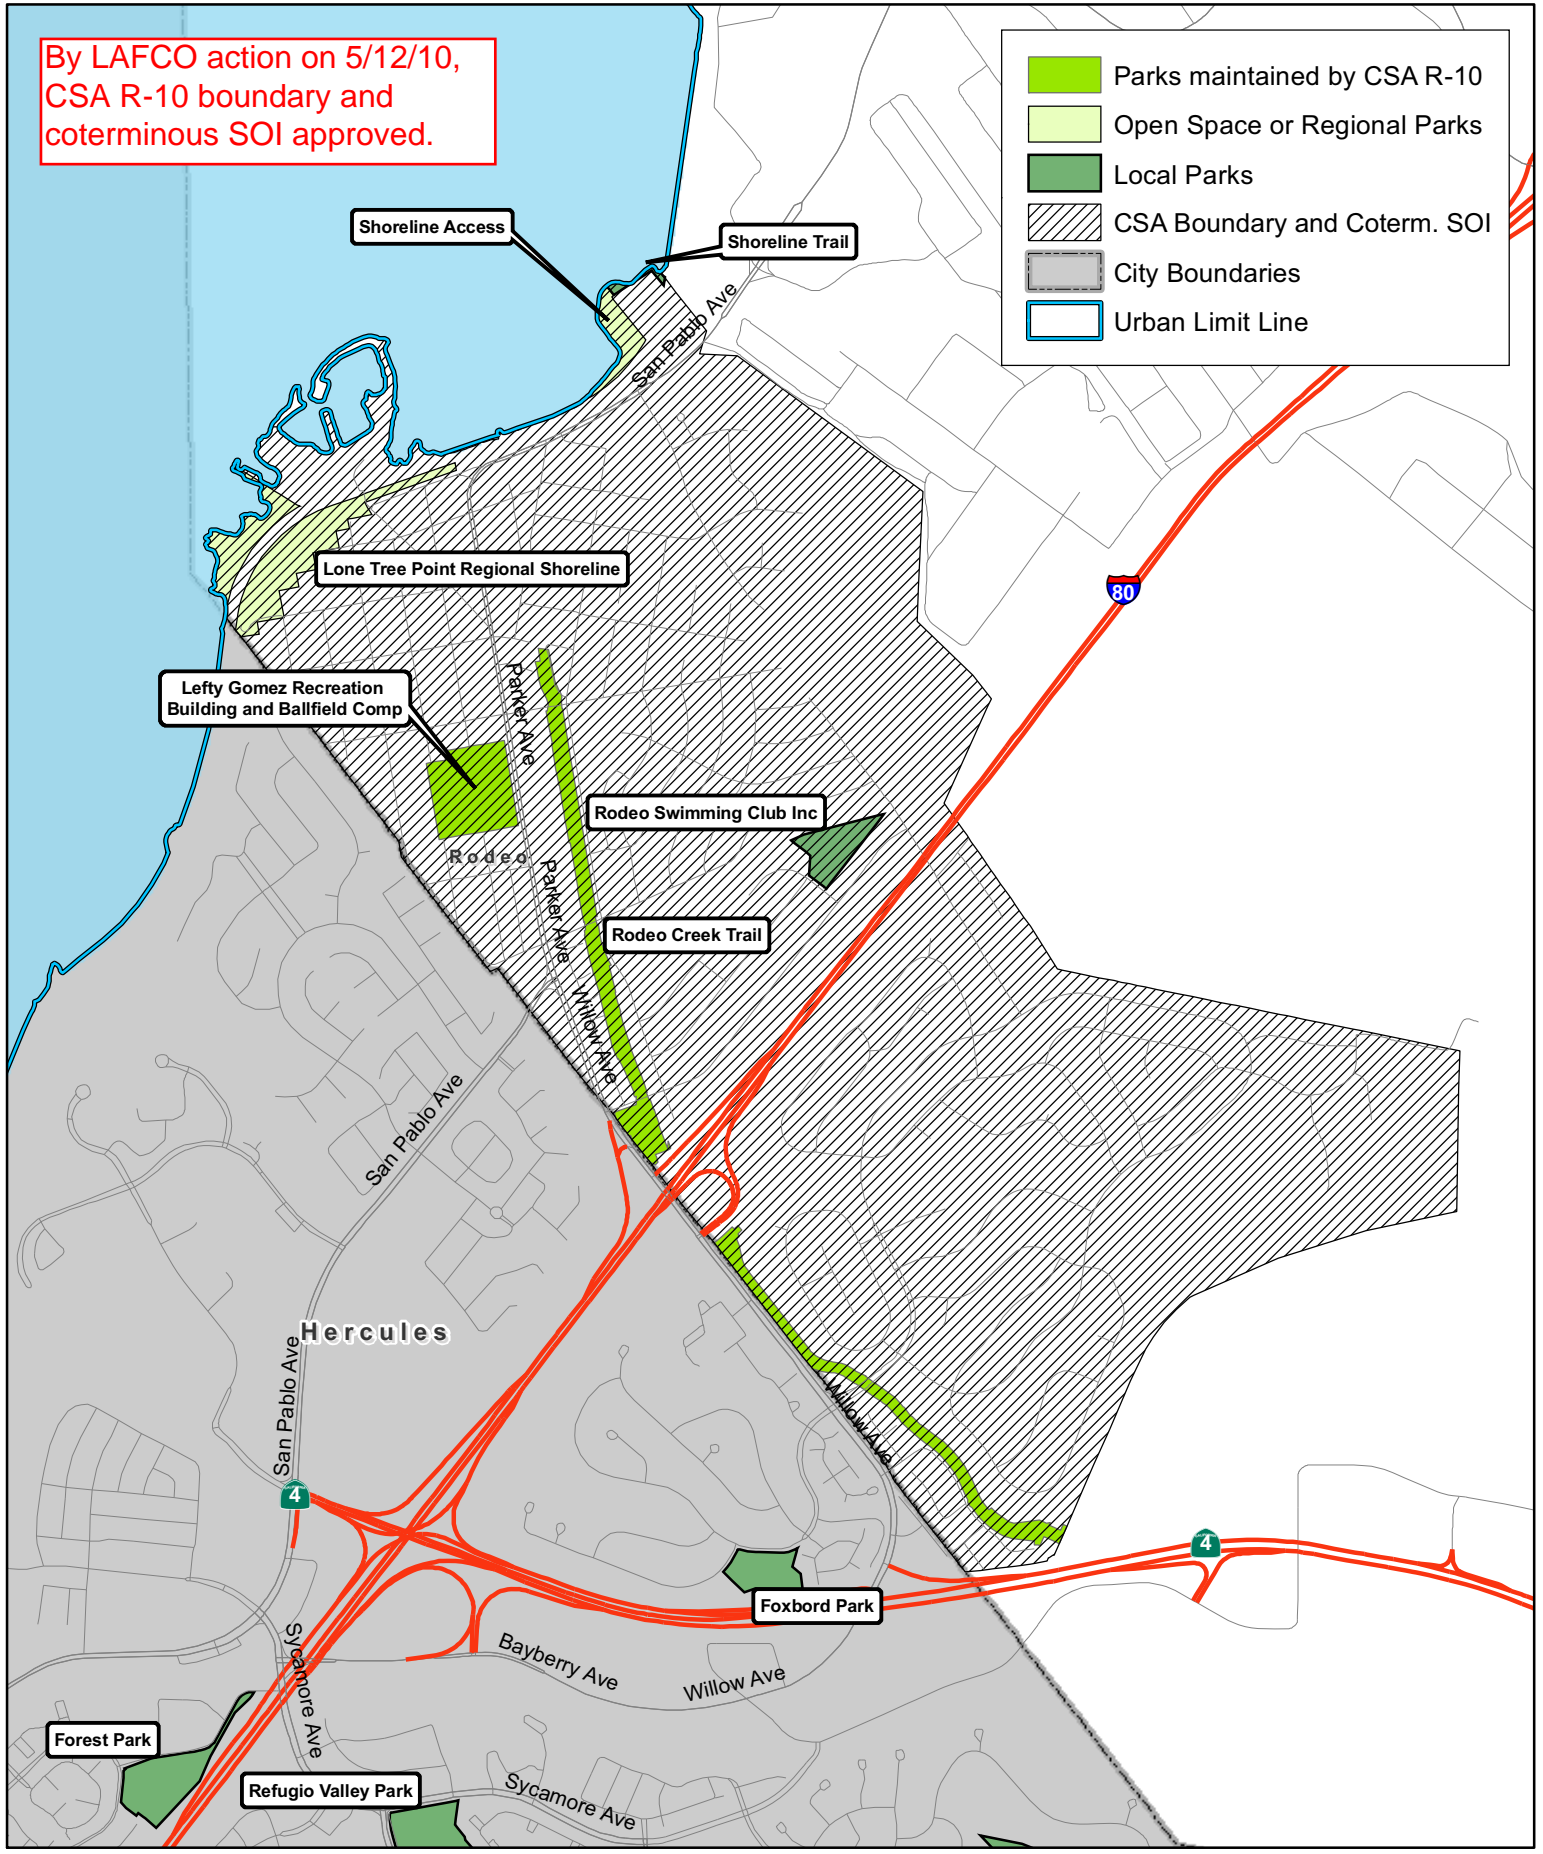 By LAFCO action on 5/12/10,
CSA R-10 boundary and
coterminous SOI approved.
Parks maintained by CSA R-10
Open Space or Regional Parks
Local Parks
CSA Boundary and Coterm. SOI
City Boundaries
Urban Limit Line
Shoreline Access
Shoreline Trail
San Pablo Ave
Lone Tree Point Regional Shoreline
80
Lefty Gomez Recreation
Building and Ballfield Comp
Parker Ave
Rodeo Swimming Club Inc
Rodeo
Parker Ave
Rodeo Creek Trail
Willow Ave
San Pablo Ave
Hercules
San Pablo Ave
Willow Ave
4
4
Foxbord Park
Bayberry Ave
Willow Ave
Sycamore Ave
Forest Park
Refugio Valley Park
Sycamore Ave